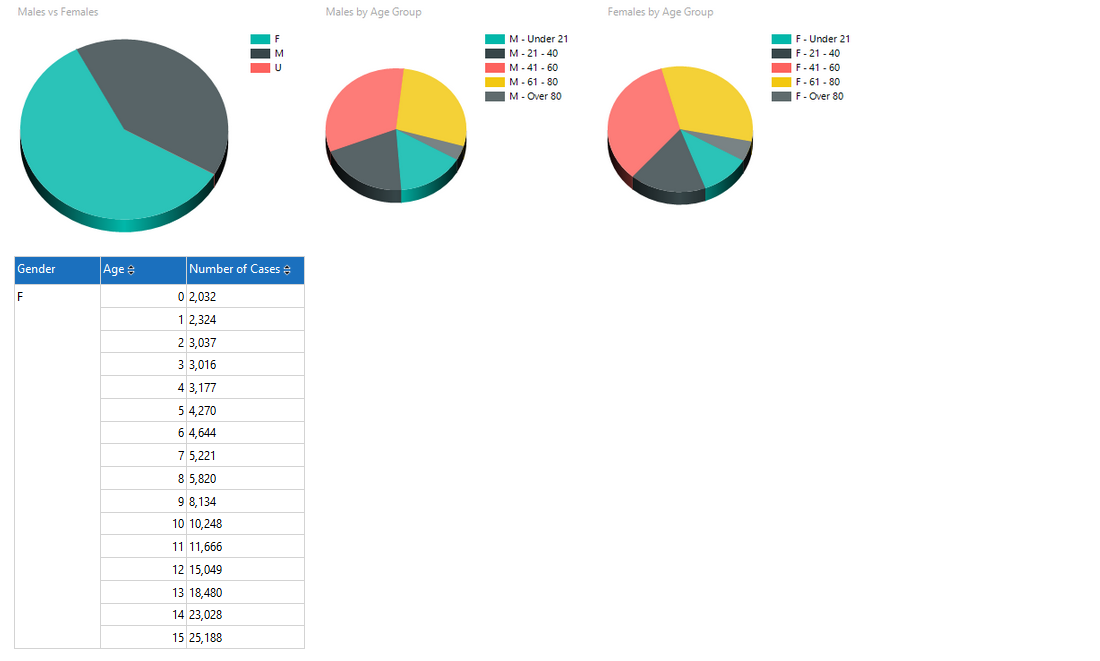 Males vs Females
F
M
U
Males by Age Group
M - Under 21
M - 21 - 40
M - 41 - 60
M - 61 - 80
M - Over 80
Females by Age Group
F - Under 21
F - 21 - 40
F - 41 - 60
F - 61 - 80
F - Over 80
Gender Age Number of Cases
F 0 2,032
1 2,324
2 3,037
3 3,016
4 3,177
5 4,270
6 4,644
7 5,221
8 5,820
9 8,134
10 10,248
11 11,666
12 15,049
13 18,480
14 23,028
15 25,188